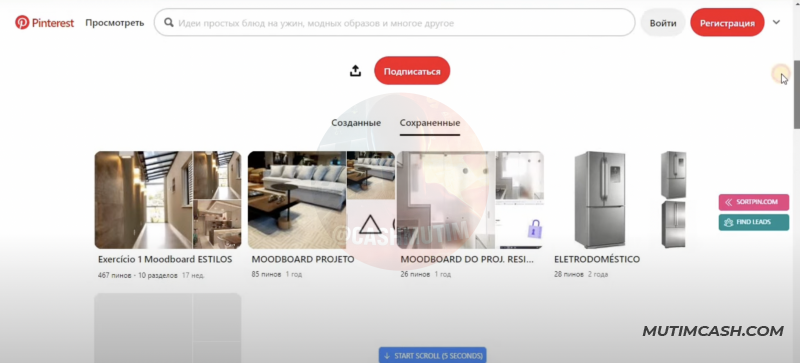 Pinterest Просмотреть Идеи простых блюд на ужин, модных образов и многое другое Войти Регистрация
Подписаться
Созданные Сохраненные
@CASHMUTIM
SORTPIN.COM
FIND LEADS
Exercício 1 Moodboard ESTILOS MOODBOARD PROJETO MOODBOARD DO PROJ. RESI... ELETRODOMÉSTICO
467 пинов · 10 разделов 17 нед. 85 пинов 1 год 26 пинов 1 год 28 пинов 2 года
MUTIMCASH.COM
START SCROLL (5 SECONDS)